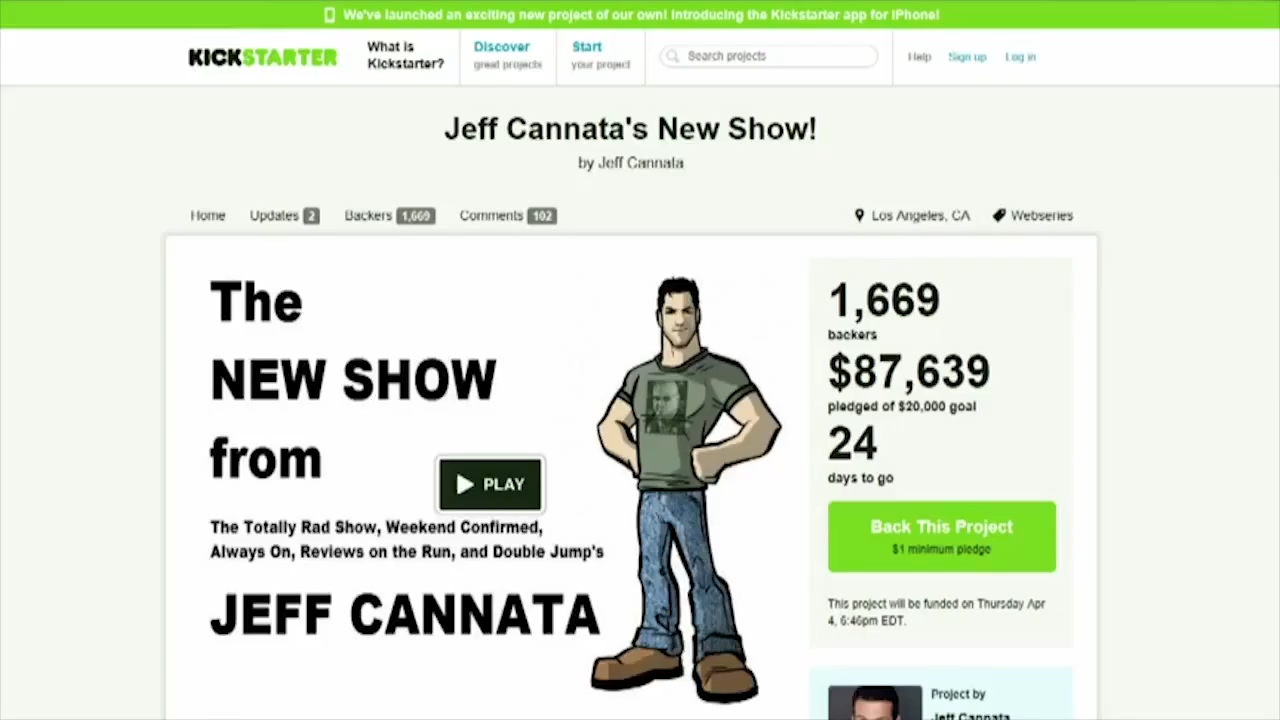 We've launched an exciting new project of our own! Introducing the Kickstarter app for iPhone!
KICKSTARTER
What is
Kickstarter?
Discover
great projects
Start
your project
Search projects
Help
Sign up
Log in
Jeff Cannata's New Show!
by Jeff Cannata
Home
Updates 2
Backers 1,669
Comments 102
Los Angeles, CA
Webseries
The
NEW SHOW
from
PLAY
The Totally Rad Show, Weekend Confirmed,
Always On, Reviews on the Run, and Double Jump's
JEFF CANNATA
1,669
backers
$87,639
pledged of $20,000 goal
24
days to go
Back This Project
$1 minimum pledge
This project will be funded on Thursday Apr
4, 6:46pm EDT.
Project by
Jeff Cannata